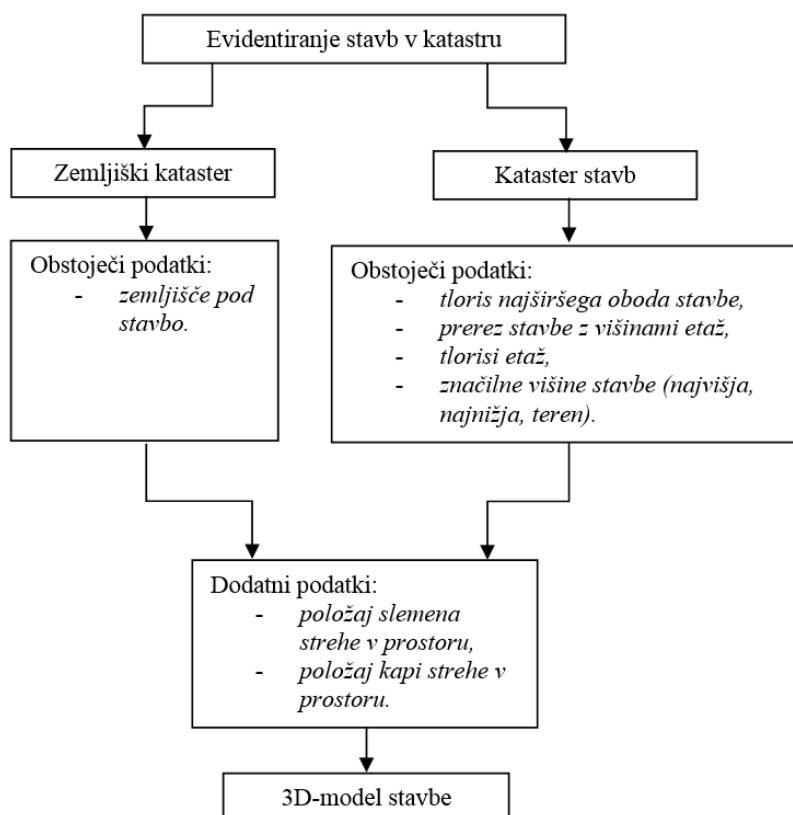 Evidentiranje stavb v katastru
Zemljiški kataster
Kataster stavb
Obstoječi podatki:
- zemljišče pod
stavbo.
Obstoječi podatki:
- tloris najširšega oboda stavbe,
- prerez stavbe z višinami etaž,
- tlorisi etaž,
- značilne višine stavbe (najvišja,
najnižja, teren).
Dodatni podatki:
- položaj slemena
strehe v prostoru,
- položaj kapi strehe v
prostoru.
3D-model stavbe